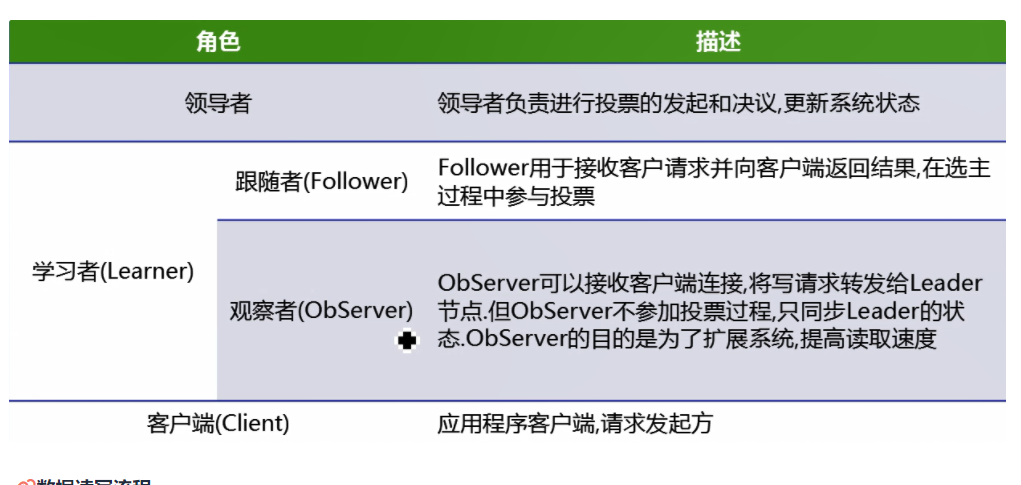 角色 描述
领导者 领导者负责进行投票的发起和决议,更新系统状态
学习者(Learner)
跟随者(Follower)
Follower用于接收客户请求并向客户端返回结果,在选主
过程中参与投票
观察者(ObServer)
ObServer可以接收客户端连接,将写请求转发给Leader
节点.但ObServer不参加投票过程,只同步Leader的状
态.ObServer的目的是为了扩展系统,提高读取速度
客户端(Client) 应用程序客户端,请求发起方
数据读写流程